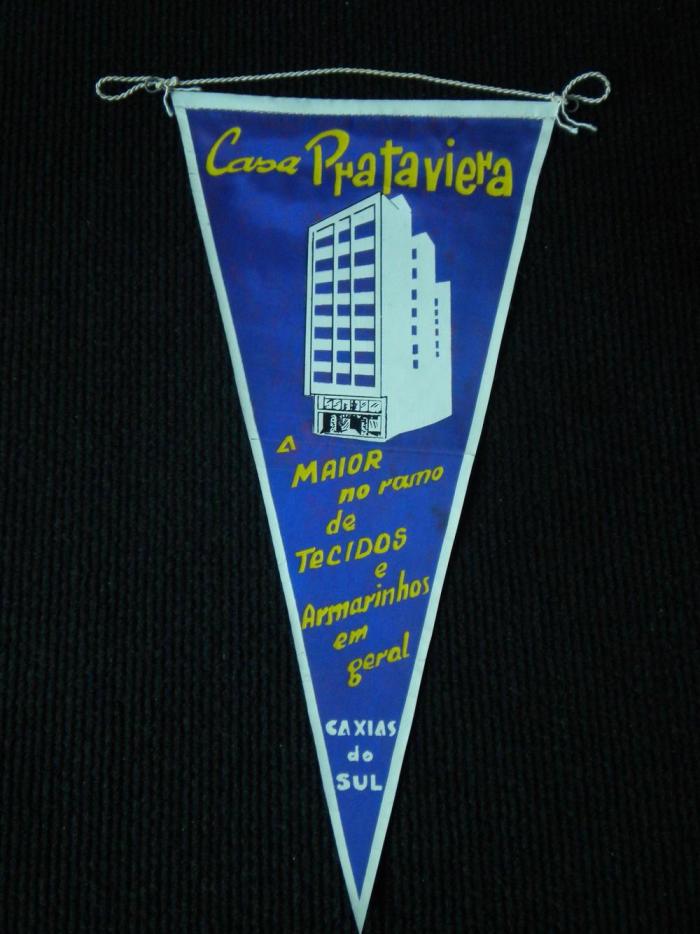 Casa Prataviera
A
MAIOR
no ramo
de
TECIDOS
e
Armarinhos
em
geral
CAXIAS
do
SUL